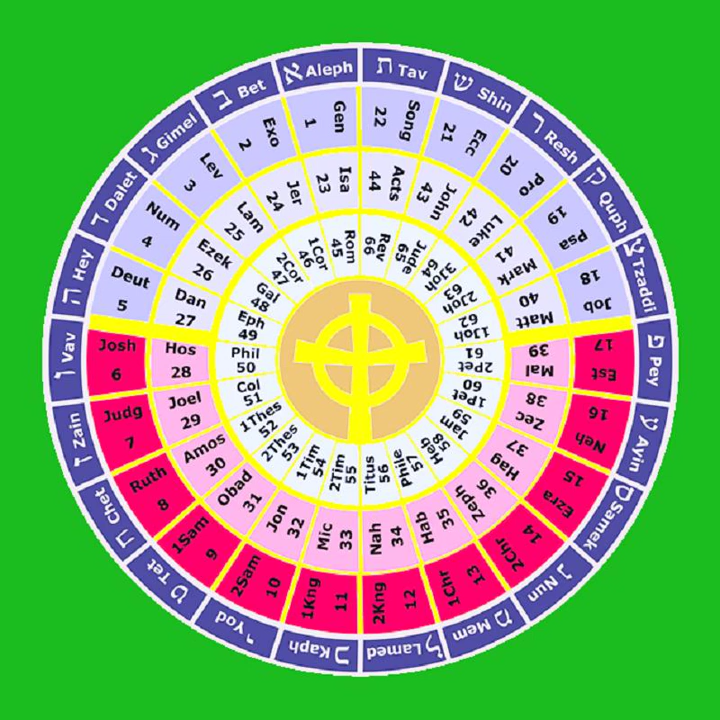 א Aleph
ב Bet
ג Gimel
ד Dalet
ה Hey
ו Vav
ז Zain
ח Chet
ט Tet
י Yod
כ Kaph
ל Lamed
מ Mem
נ Nun
ס Samek
ע Ayin
פ Pey
צ Tzaddi
ק Quph
ר Resh
ש Shin
ת Tav
Gen
1
Exo
2
Lev
3
Num
4
Deut
5
Josh
6
Judg
7
Ruth
8
1Sam
9
2Sam
10
1Kng
11
2Kng
12
1Chr
13
2Chr
14
Ezra
15
Neh
16
Est
17
Job
18
Psa
19
Pro
20
Ecc
21
Song
22
Isa
23
Jer
24
Lam
25
Ezek
26
Dan
27
Hos
28
Joel
29
Amos
30
Obad
31
Jon
32
Mic
33
Nah
34
Hab
35
Zeph
36
Hag
37
Zec
38
Mal
39
Matt
40
Mark
41
Luke
42
John
43
Acts
44
Rom
45
1Cor
46
2Cor
47
Gal
48
Eph
49
Phil
50
Col
51
1Thes
52
2Thes
53
1Tim
54
2Tim
55
Titus
56
Phile
57
Heb
58
Jam
59
1Pet
60
2Pet
61
1Joh
62
2Joh
63
3Joh
64
Jude
65
Rev
66